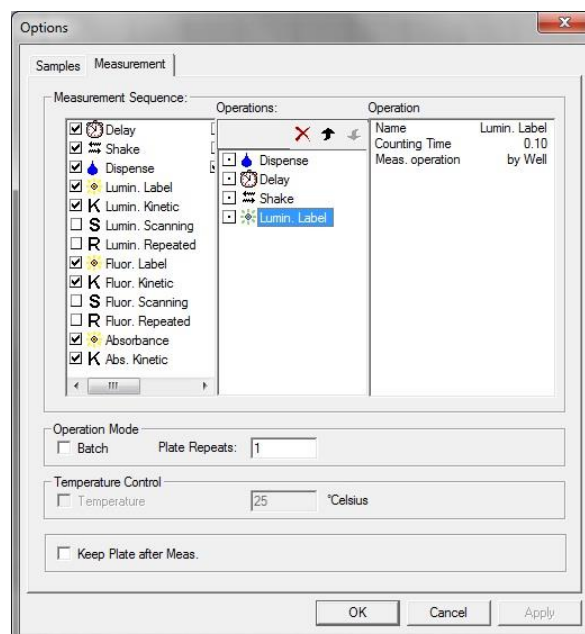 Options
Samples
Measurement
Measurement Sequence:
Delay
Shake
Dispense
Lumin. Label
K Lumin. Kinetic
S Lumin. Scanning
R Lumin. Repeated
Fluor. Label
K Fluor. Kinetic
S Fluor. Scanning
R Fluor. Repeated
Absorbance
K Abs. Kinetic
Operations:
Dispense
Delay
Shake
Lumin. Label
Operation
Name Lumin. Label
Counting Time 0.10
Meas. operation by Well
Operation Mode
Batch Plate Repeats: 1
Temperature Control
Temperature 25 °Celsius
Keep Plate after Meas.
OK Cancel Apply